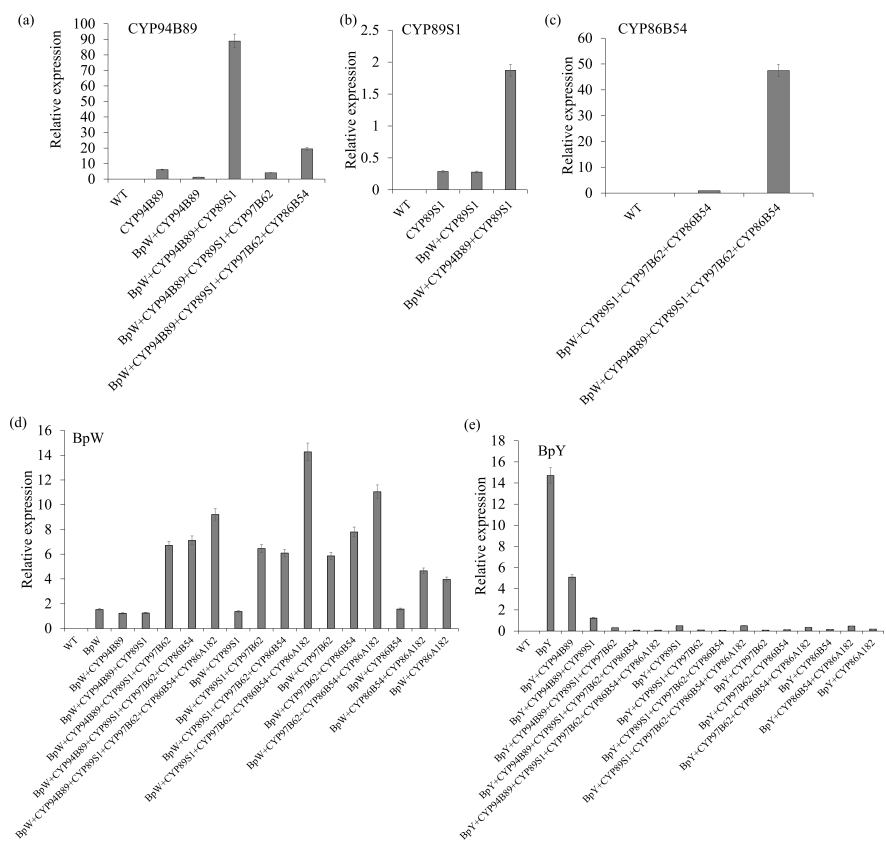 (a)
CYP94B89
Relative expression
100
90
80
70
60
50
40
30
20
10
0
WT
CYP94B89
BpW+CYP94B89
BpW+CYP94B89+CYP89S1
BpW+CYP94B89+CYP89S1+CYP97B62
BpW+CYP94B89+CYP89S1+CYP97B62+CYP86B54
(b)
CYP89S1
Relative expression
2.5
2
1.5
1
0.5
0
WT
CYP89S1
BpW+CYP89S1
BpW+CYP94B89+CYP89S1
(c)
CYP86B54
Relative expression
60
50
40
30
20
10
0
WT
BpW+CYP89S1+CYP97B62+CYP86B54
BpW+CYP94B89+CYP89S1+CYP97B62+CYP86B54
(d)
BpW
Relative expression
16
14
12
10
8
6
4
2
0
WT
BpW
BpW+CYP94B89
BpW+CYP94B89+CYP89S1
BpW+CYP94B89+CYP89S1+CYP97B62
BpW+CYP94B89+CYP89S1+CYP97B62+CYP86B54
BpW+CYP94B89+CYP89S1+CYP97B62+CYP86B54+CYP86A182
BpW+CYP89S1
BpW+CYP89S1+CYP97B62
BpW+CYP89S1+CYP97B62+CYP86B54
BpW+CYP89S1+CYP97B62+CYP86B54+CYP86A182
BpW+CYP97B62
BpW+CYP97B62+CYP86B54
BpW+CYP97B62+CYP86B54+CYP86A182
BpW+CYP86B54
BpW+CYP86B54+CYP86A182
BpW+CYP86A182
(e)
BpY
Relative expression
18
16
14
12
10
8
6
4
2
0
WT
BpY
BpY+CYP94B89
BpY+CYP94B89+CYP89S1
BpY+CYP94B89+CYP89S1+CYP97B62
BpY+CYP94B89+CYP89S1+CYP97B62+CYP86B54
BpY+CYP94B89+CYP89S1+CYP97B62+CYP86B54+CYP86A182
BpY+CYP89S1
BpY+CYP89S1+CYP97B62
BpY+CYP89S1+CYP97B62+CYP86B54
BpY+CYP89S1+CYP97B62+CYP86B54+CYP86A182
BpY+CYP97B62
BpY+CYP97B62+CYP86B54
BpY+CYP97B62+CYP86B54+CYP86A182
BpY+CYP86B54
BpY+CYP86B54+CYP86A182
BpY+CYP86A182